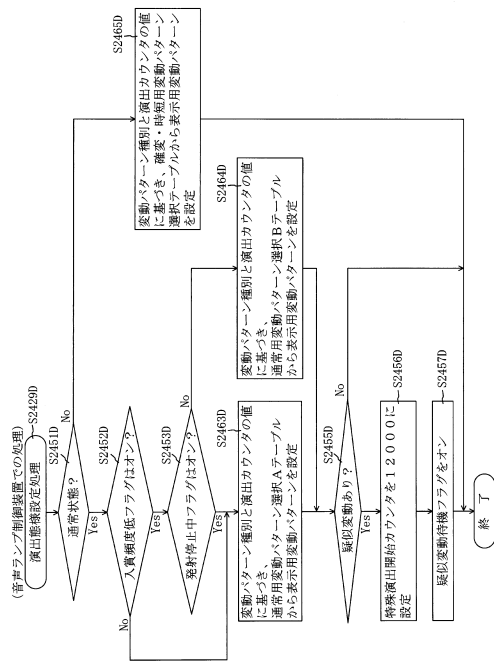 (音声ランプ制御装置での処理)
演出態様設定処理
S2429D
S2451D
通常状態?
No
Yes
S2452D
入賞頻度低フラグはオン?
No
Yes
S2453D
発射停止中フラグはオン?
No
Yes
S2463D
変動パターン種別と演出カウンタの値
に基づき、
通常用変動パターン選択Aテーブル
から表示用変動パターンを設定
S2464D
変動パターン種別と演出カウンタの値
に基づき、
通常用変動パターン選択Bテーブル
から表示用変動パターンを設定
S2465D
変動パターン種別と演出カウンタの値
に基づき、確変・時短用変動パターン
選択テーブルから表示用変動パターン
を設定
S2455D
疑似変動あり?
No
Yes
S2456D
特殊演出開始カウンタを12000に
設定
S2457D
疑似変動待機フラグをオン
終 了